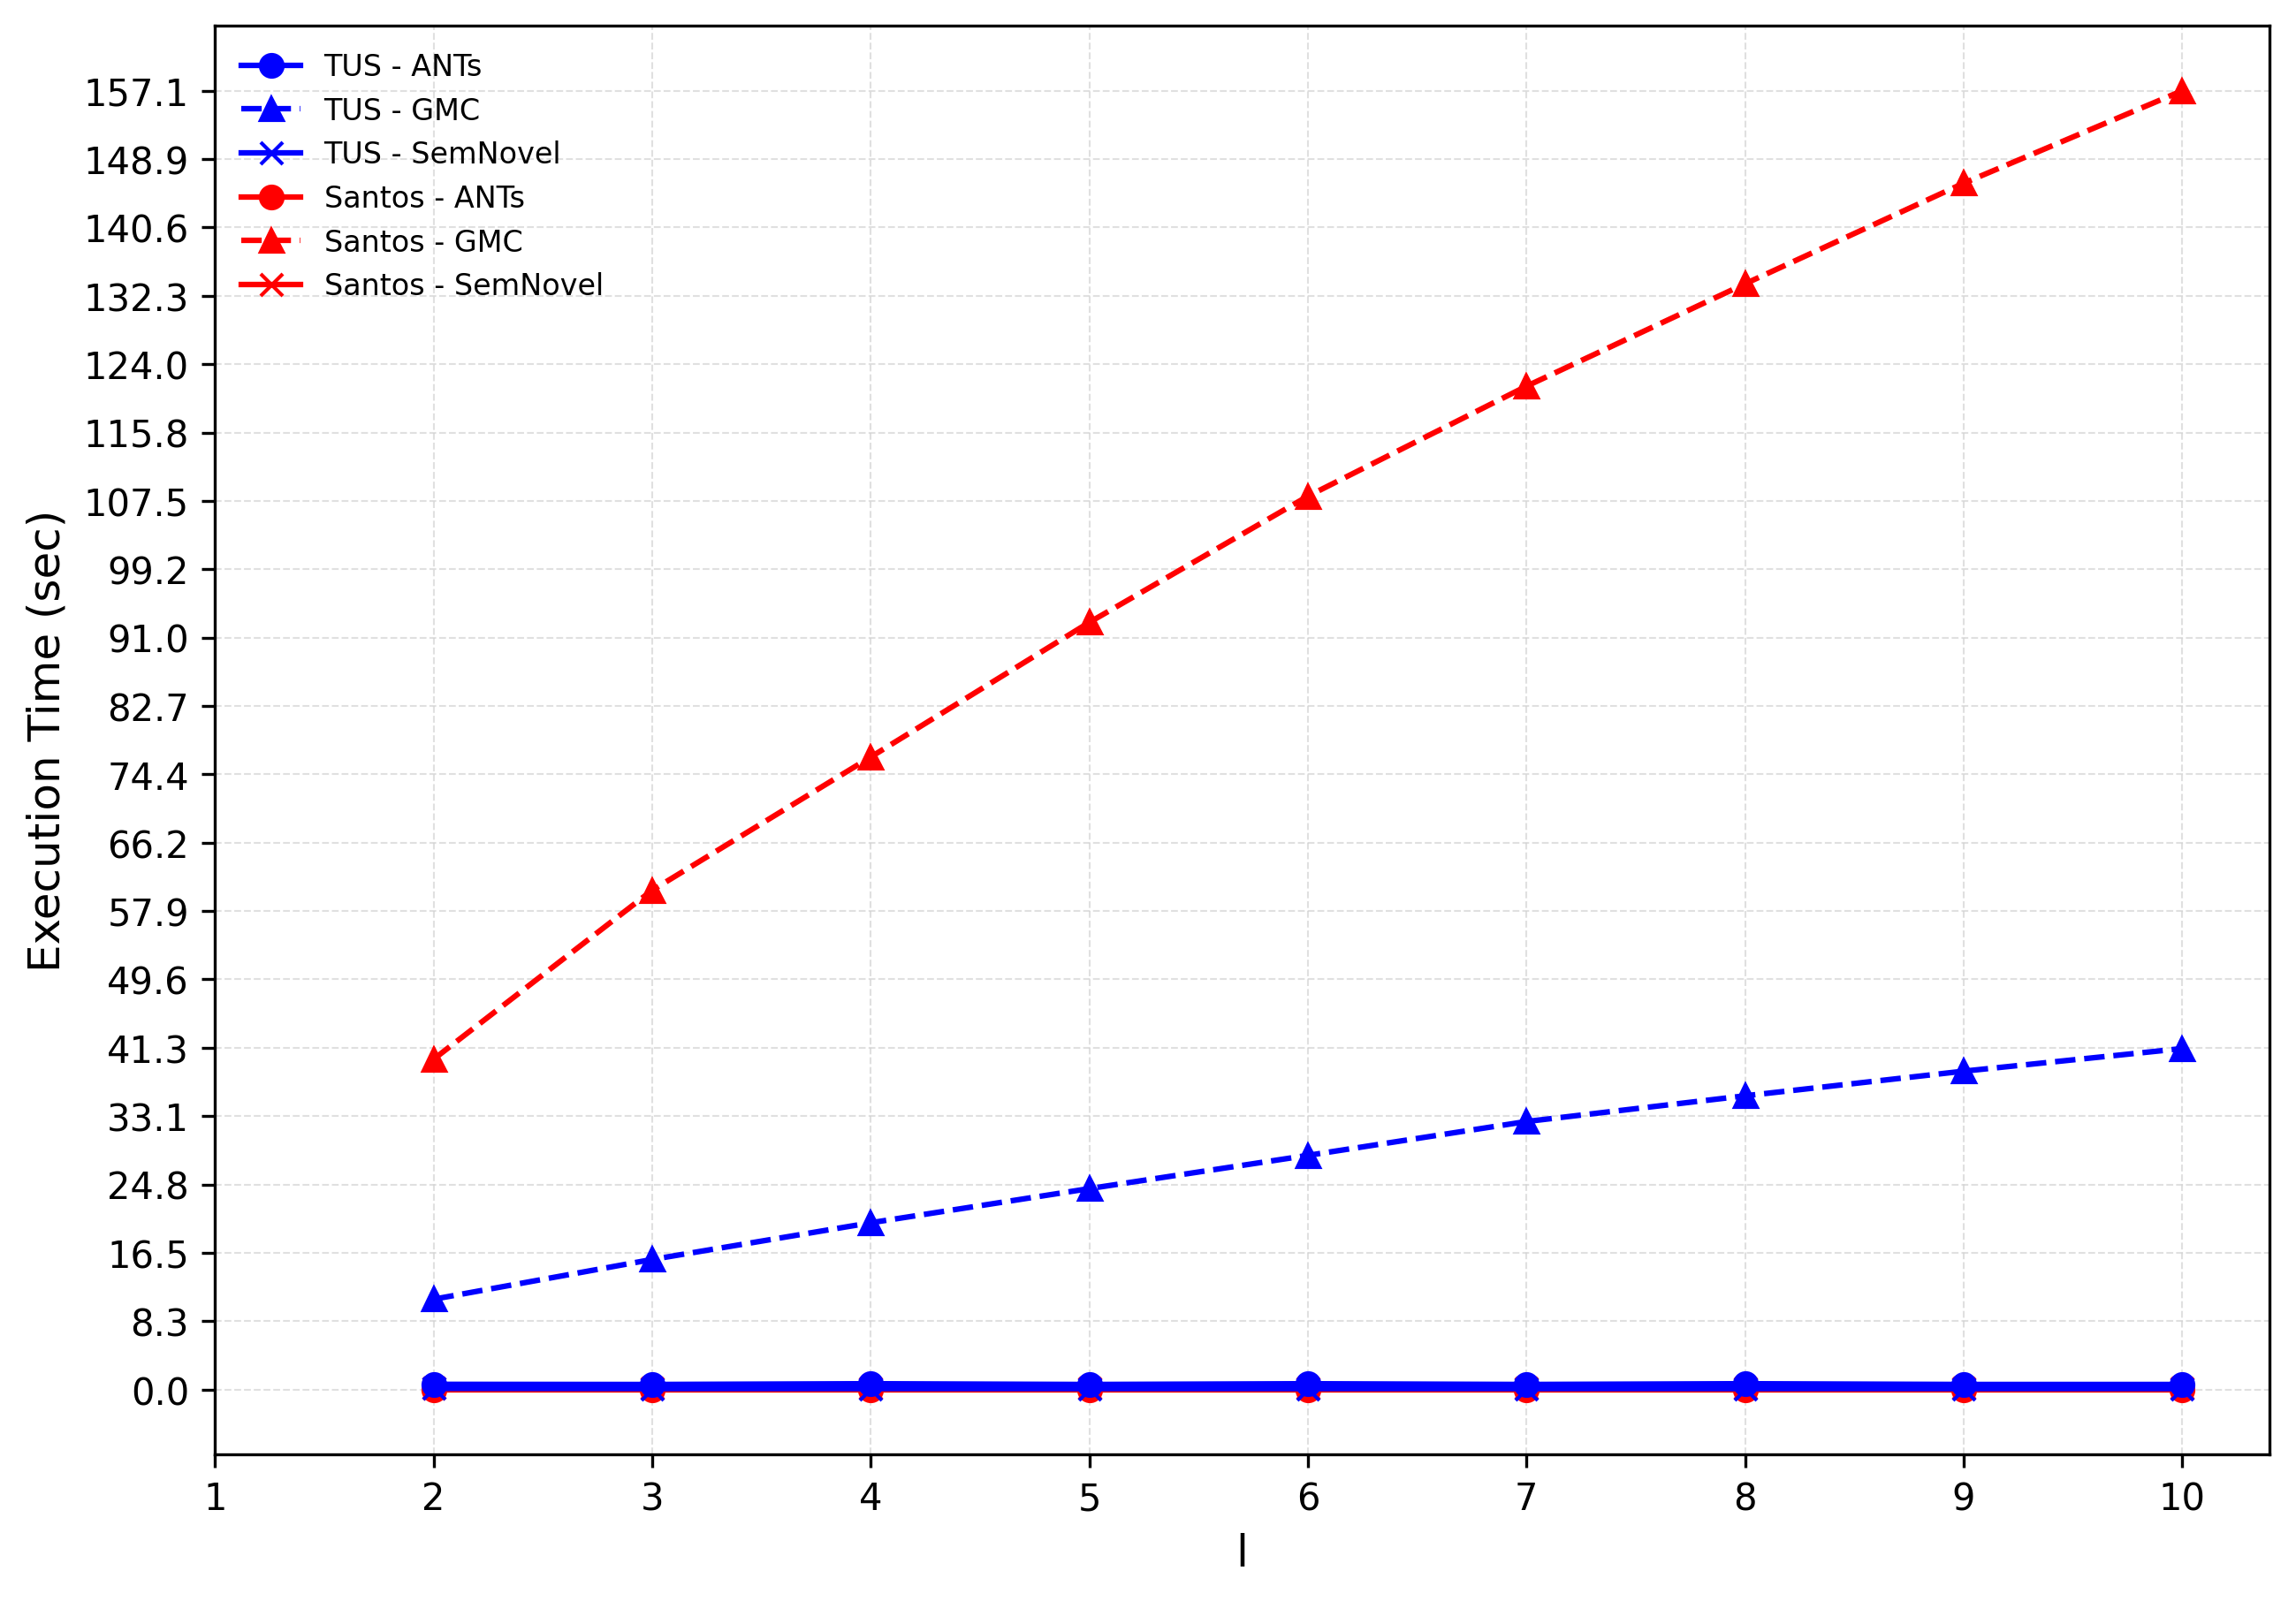 TUS - ANTs
TUS - GMC
TUS - SemNovel
Santos - ANTs
Santos - GMC
Santos - SemNovel
157.1
148.9
140.6
132.3
124.0
115.8
107.5
99.2
91.0
82.7
74.4
66.2
57.9
49.6
41.3
33.1
24.8
16.5
8.3
0.0
Execution Time (sec)
1 2 3 4 5 6 7 8 9 10
l